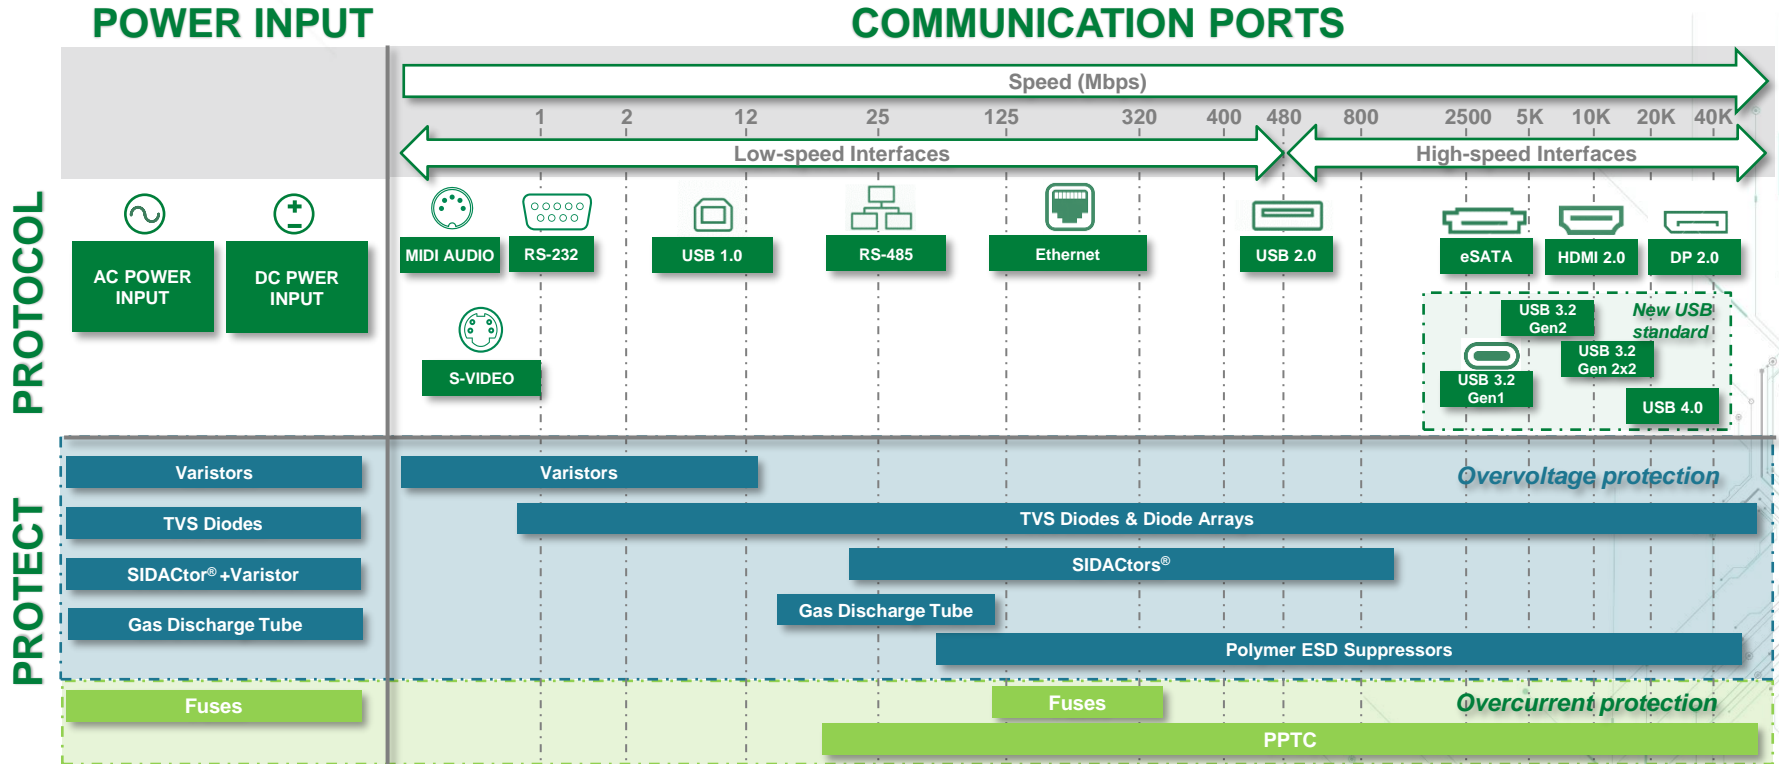 POWER INPUT
COMMUNICATION PORTS
Speed (Mbps)
1 2 12 25 125 320 400 480 800 2500 5K 10K 20K 40K
Low-speed Interfaces
High-speed Interfaces
PROTOCOL
AC POWER
INPUT
DC PWER
INPUT
MIDI AUDIO
RS-232
USB 1.0
RS-485
Ethernet
USB 2.0
eSATA
HDMI 2.0
DP 2.0
S-VIDEO
New USB
standard
USB 3.2
Gen2
USB 3.2
Gen 2x2
USB 3.2
Gen1
USB 4.0
PROTECT
Varistors
Varistors
Overvoltage protection
TVS Diodes
TVS Diodes & Diode Arrays
SIDACtor® +Varistor
SIDACtors®
Gas Discharge Tube
Gas Discharge Tube
Polymer ESD Suppressors
Fuses
Fuses
Overcurrent protection
PPTC